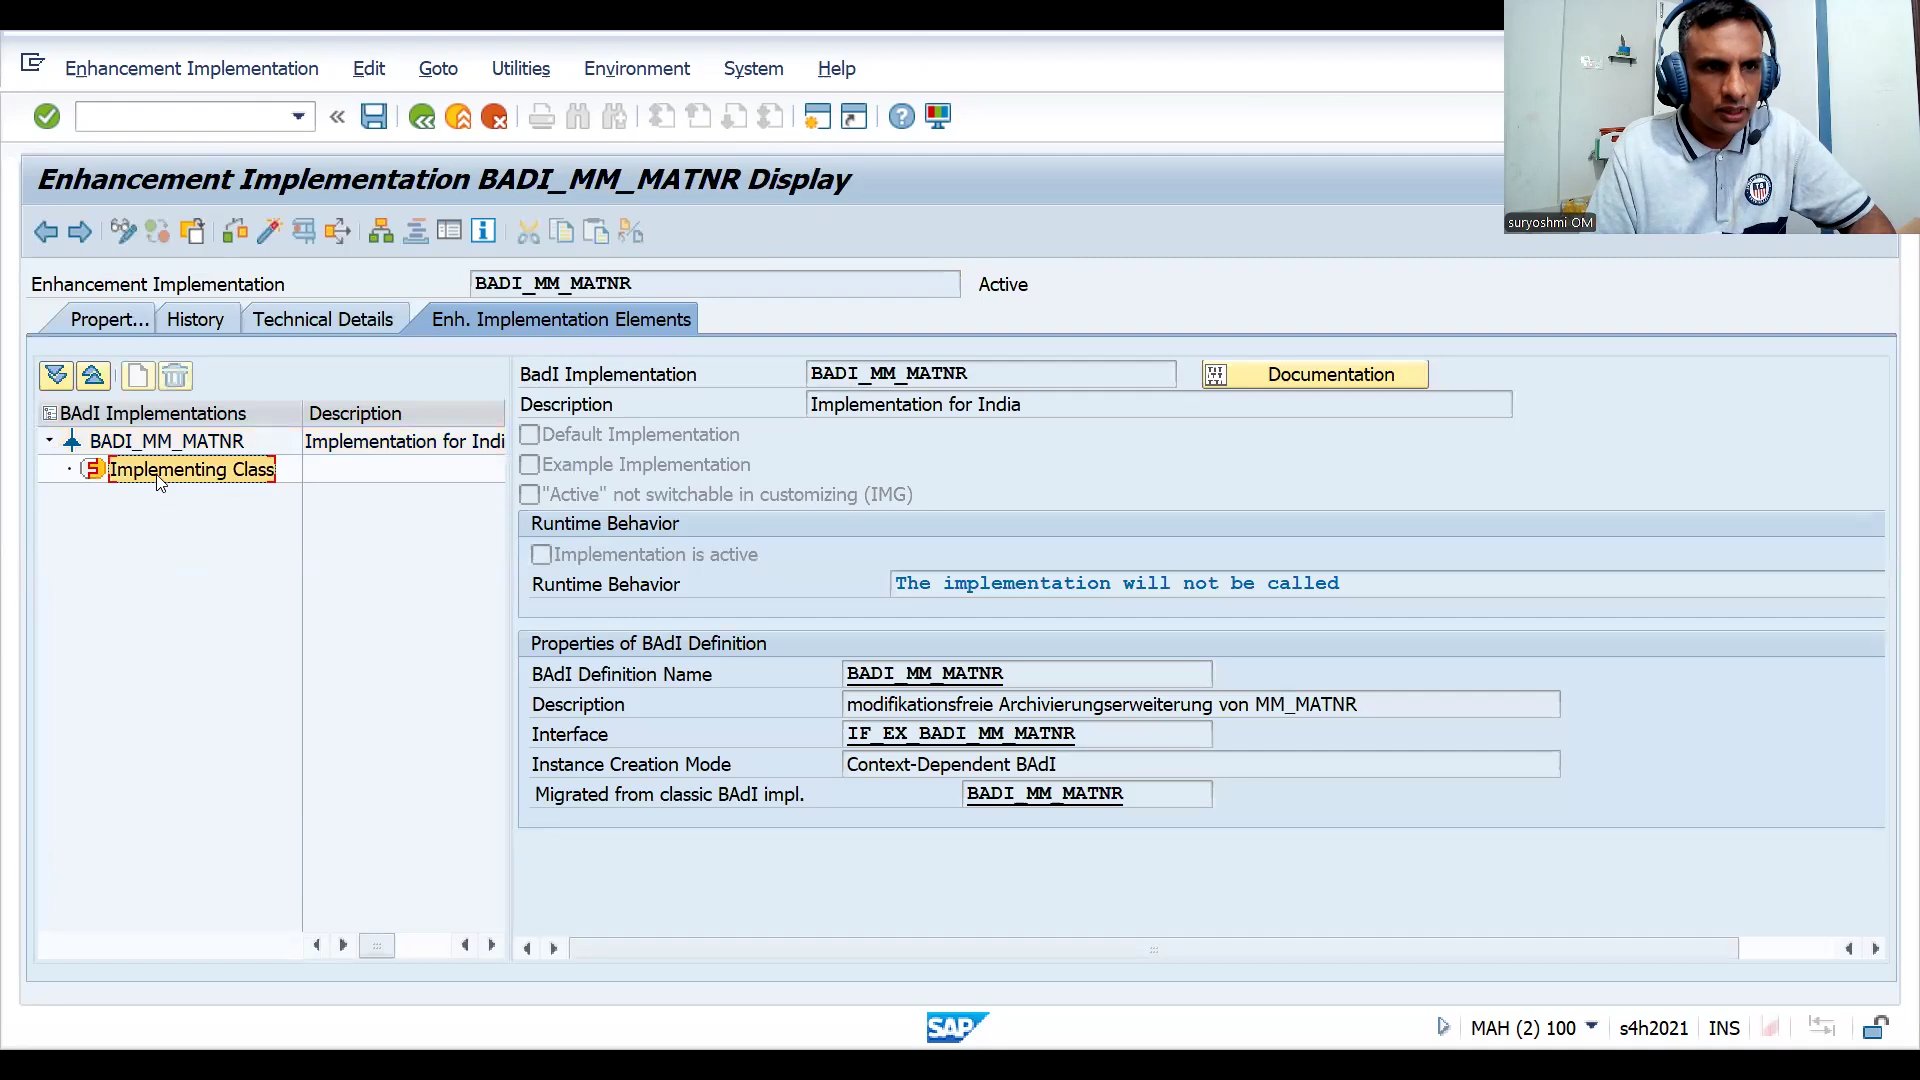 Enhancement Implementation Edit Goto Utilities Environment System Help
Enhancement Implementation BADI_MM_MATNR Display
suryoshmi OM
Enhancement Implementation BADI_MM_MATNR Active
Propert... History Technical Details Enh. Implementation Elements
BAdI Implementations Description
BADI_MM_MATNR Implementation for Indi
Implementing Class
BadI Implementation BADI_MM_MATNR Documentation
Description Implementation for India
Default Implementation
Example Implementation
"Active" not switchable in customizing (IMG)
Runtime Behavior
Implementation is active
Runtime Behavior The implementation will not be called
Properties of BAdI Definition
BAdI Definition Name BADI_MM_MATNR
Description modifikationsfreie Archivierungserweiterung von MM_MATNR
Interface IF_EX_BADI_MM_MATNR
Instance Creation Mode Context-Dependent BAdI
Migrated from classic BAdI impl. BADI_MM_MATNR
SAP MAH (2) 100 s4h2021 INS